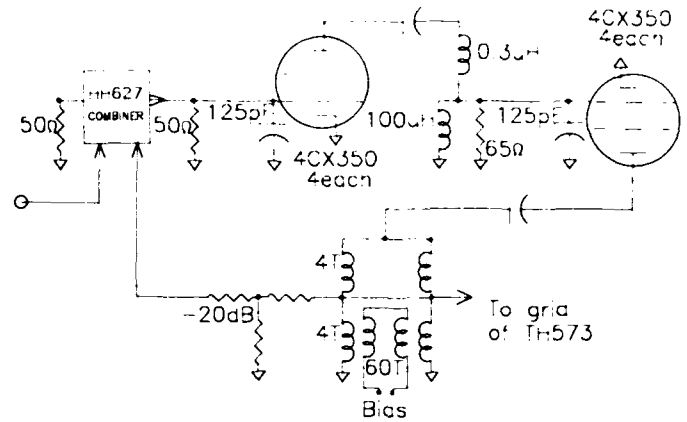 4CX350
4each
0.3uH
HH627
COMBINER
50Ω
50Ω
125pF
100uH
65Ω
125pF
4CX350
4each
4T
-20dB
4T
60T
To grid
of TH573
Bias